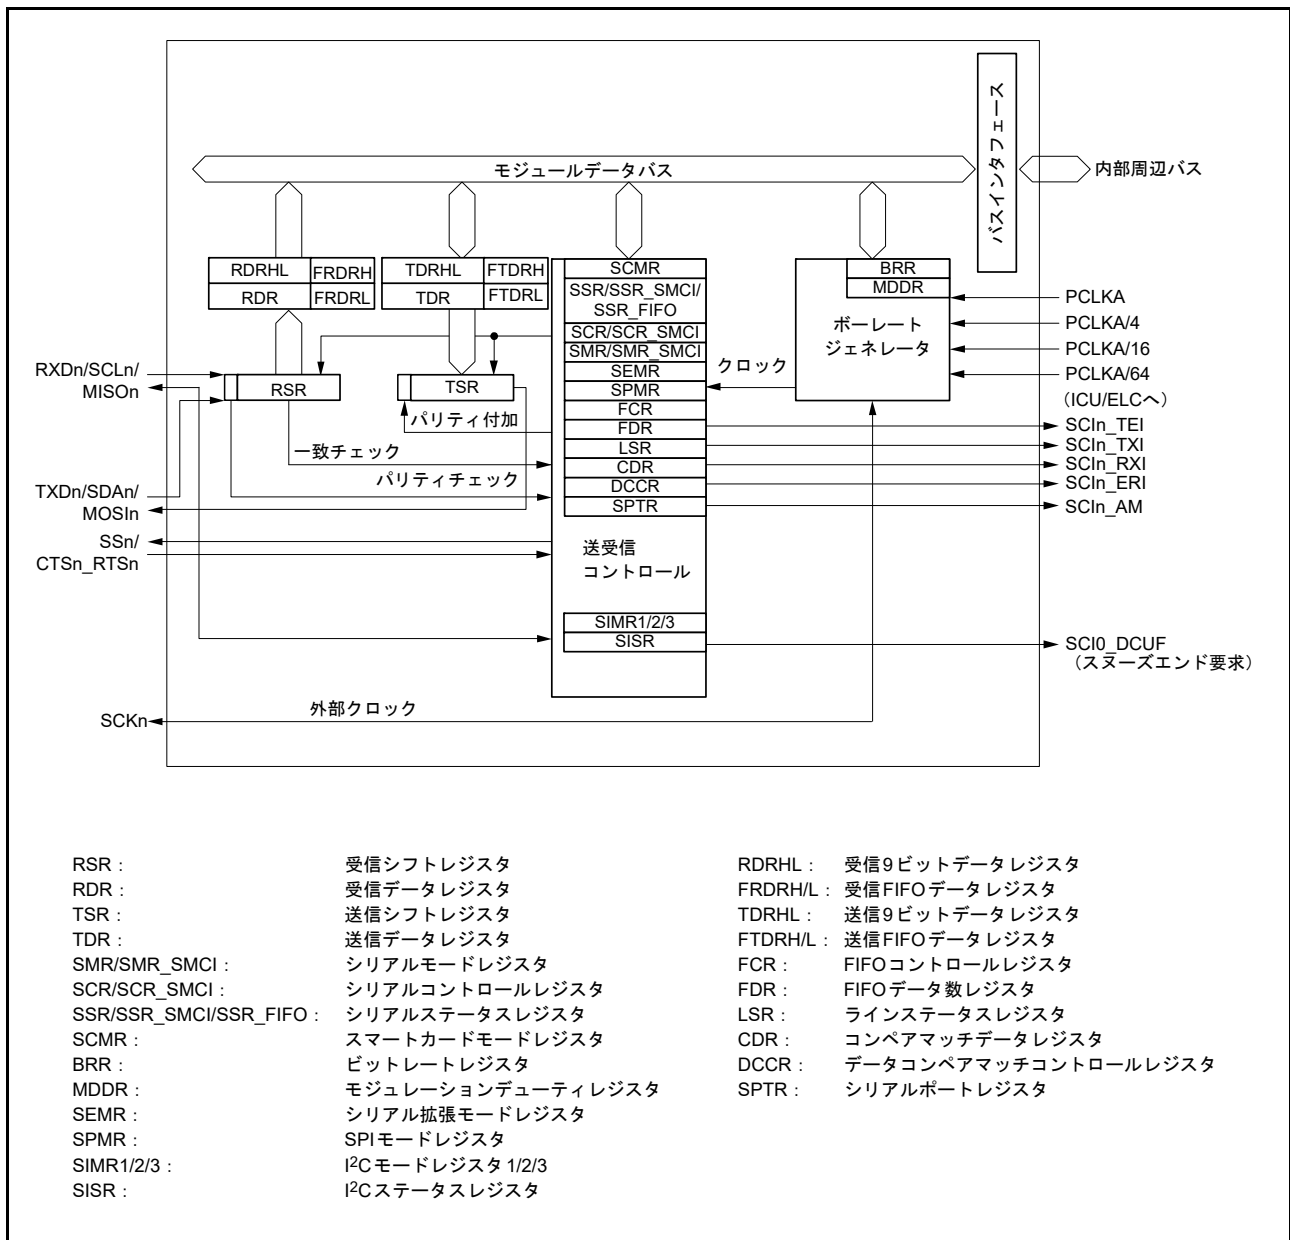 バスインタフェース
モジュールデータバス
内部周辺バス
RDRHL
FRDRH
RDR
FRDRL
TDRHL
FTDRH
TDR
FTDRL
SCMR
SSR/SSR_SMCI/
SSR_FIFO
SCR/SCR_SMCI
SMR/SMR_SMCI
SEMR
SPMR
FCR
FDR
LSR
CDR
DCCR
SPTR
送受信
コントロール
SIMR1/2/3
SISR
BRR
MDDR
ボーレート
ジェネレータ
クロック
PCLKA
PCLKA/4
PCLKA/16
PCLKA/64
(ICU/ELCへ)
SCIn_TEI
SCIn_TXI
SCIn_RXI
SCIn_ERI
SCIn_AM
SCI0_DCUF
(スヌーズエンド要求)
RXDn/SCLn/
MISOn
RSR
TSR
パリティ付加
一致チェック
パリティチェック
TXDn/SDAn/
MOSIn
SSn/
CTSn_RTSn
SCKn
外部クロック
RSR : 受信シフトレジスタ
RDR : 受信データレジスタ
TSR : 送信シフトレジスタ
TDR : 送信データレジスタ
SMR/SMR_SMCI : シリアルモードレジスタ
SCR/SCR_SMCI : シリアルコントロールレジスタ
SSR/SSR_SMCI/SSR_FIFO : シリアルステータスレジスタ
SCMR : スマートカードモードレジスタ
BRR : ビットレートレジスタ
MDDR : モジュレーションデューティレジスタ
SEMR : シリアル拡張モードレジスタ
SPMR : SPIモードレジスタ
SIMR1/2/3 : I²Cモードレジスタ1/2/3
SISR : I²Cステータスレジスタ
RDRHL : 受信9ビットデータレジスタ
FRDRH/L : 受信FIFOデータレジスタ
TDRHL : 送信9ビットデータレジスタ
FTDRH/L : 送信FIFOデータレジスタ
FCR : FIFOコントロールレジスタ
FDR : FIFOデータ数レジスタ
LSR : ラインステータスレジスタ
CDR : コンペアマッチデータレジスタ
DCCR : データコンペアマッチコントロールレジスタ
SPTR : シリアルポートレジスタ